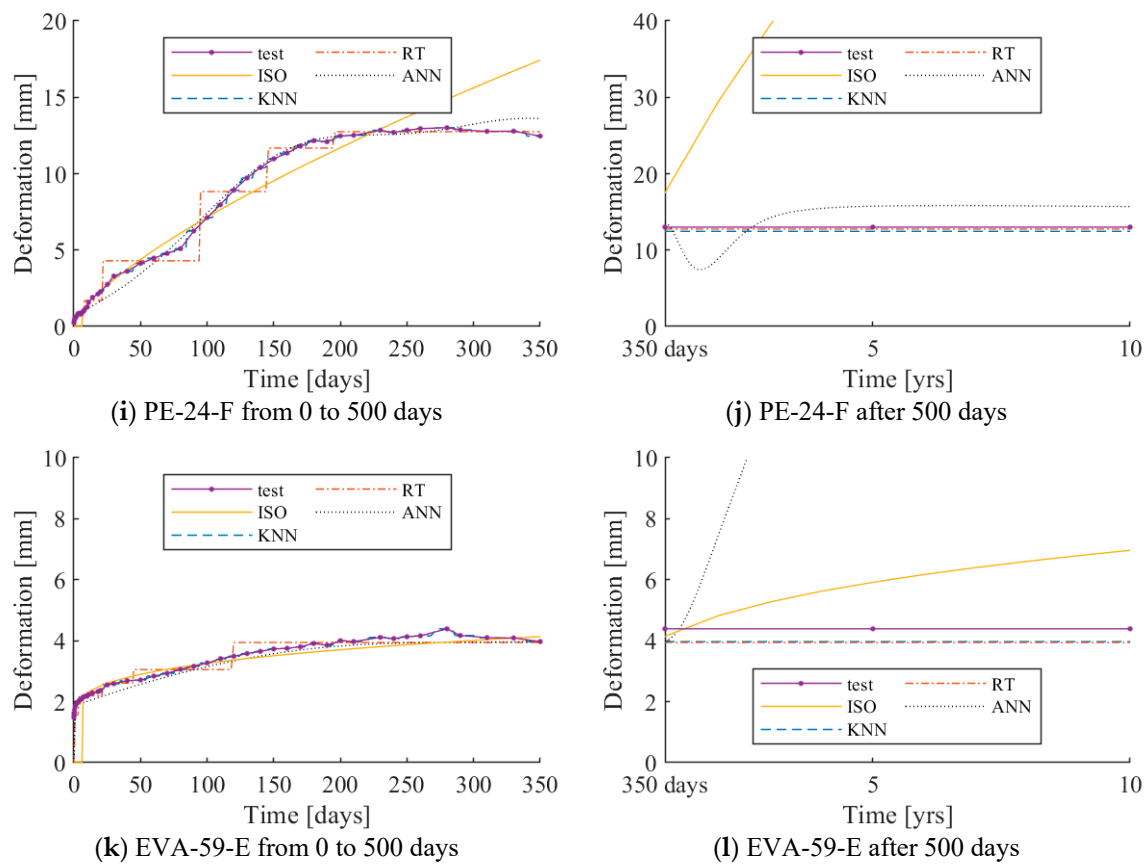 20
15
10
5
0
Deformation [mm]
test
ISO
KNN
RT
ANN
0 50 100 150 200 250 300 350
Time [days]
(i) PE-24-F from 0 to 500 days
40
30
20
10
0
Deformation [mm]
test
ISO
KNN
RT
ANN
350 days 5 10
Time [yrs]
(j) PE-24-F after 500 days
10
8
6
4
2
0
Deformation [mm]
test
ISO
KNN
RT
ANN
0 50 100 150 200 250 300 350
Time [days]
(k) EVA-59-E from 0 to 500 days
10
8
6
4
2
0
Deformation [mm]
test
ISO
KNN
RT
ANN
350 days 5 10
Time [yrs]
(l) EVA-59-E after 500 days